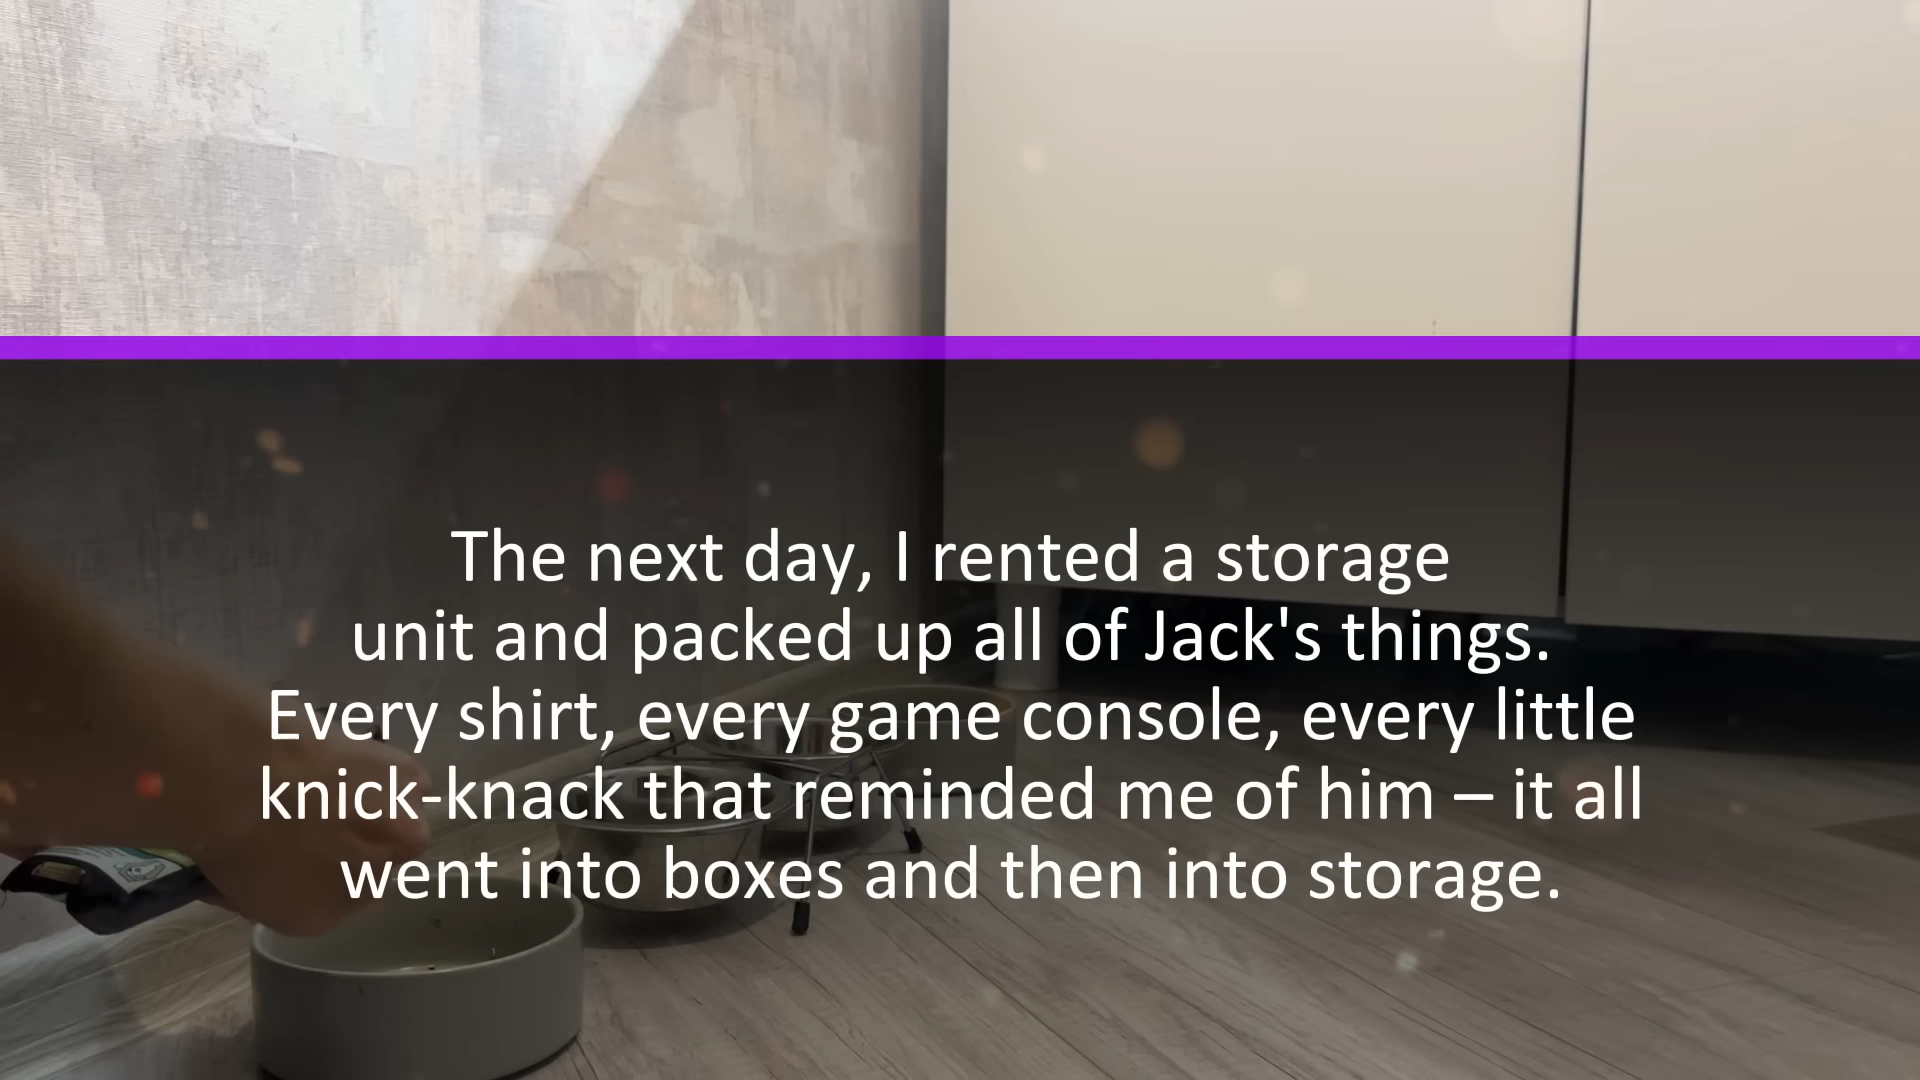 The next day, I rented a storage
unit and packed up all of Jack's things.
Every shirt, every game console, every little
knick-knack that reminded me of him – it all
went into boxes and then into storage.